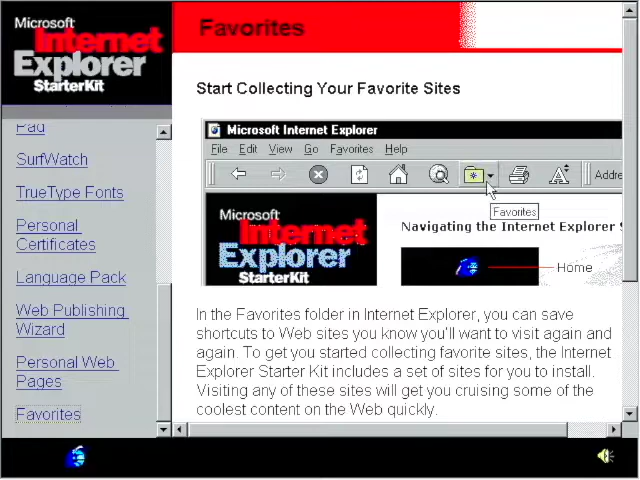 Microsoft
Internet
Explorer
StarterKit
Favorites
Pad
SurfWatch
TrueType Fonts
Personal
Certificates
Language Pack
Web Publishing
Wizard
Personal Web
Pages
Favorites
Start Collecting Your Favorite Sites
Microsoft Internet Explorer
File Edit View Go Favorites Help
Addre
Favorites
Microsoft
Internet
Explorer
StarterKit
Navigating the Internet Explorer S
Home
In the Favorites folder in Internet Explorer, you can save
shortcuts to Web sites you know you'll want to visit again and
again. To get you started collecting favorite sites, the Internet
Explorer Starter Kit includes a set of sites for you to install.
Visiting any of these sites will get you cruising some of the
coolest content on the Web quickly.